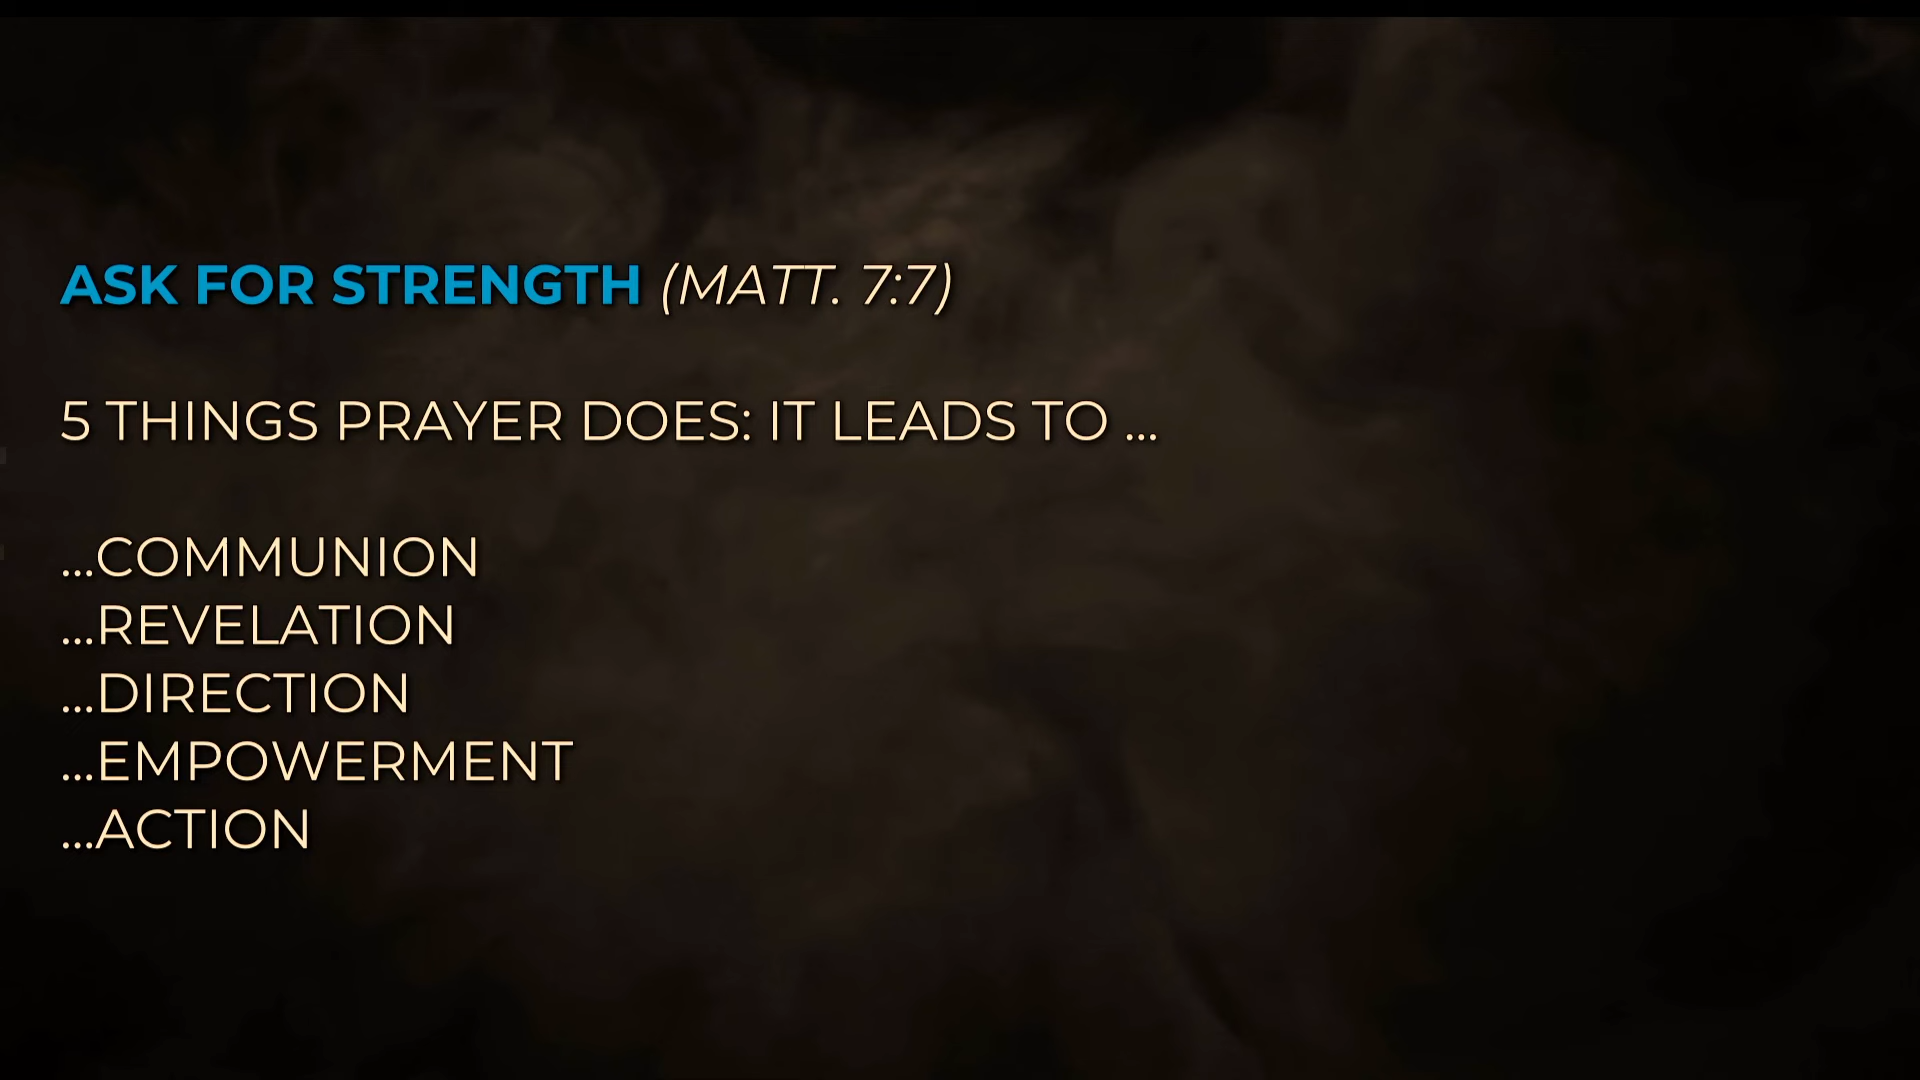 ASK FOR STRENGTH (MATT. 7:7)
5 THINGS PRAYER DOES: IT LEADS TO ...
...COMMUNION
...REVELATION
...DIRECTION
...EMPOWERMENT
...ACTION